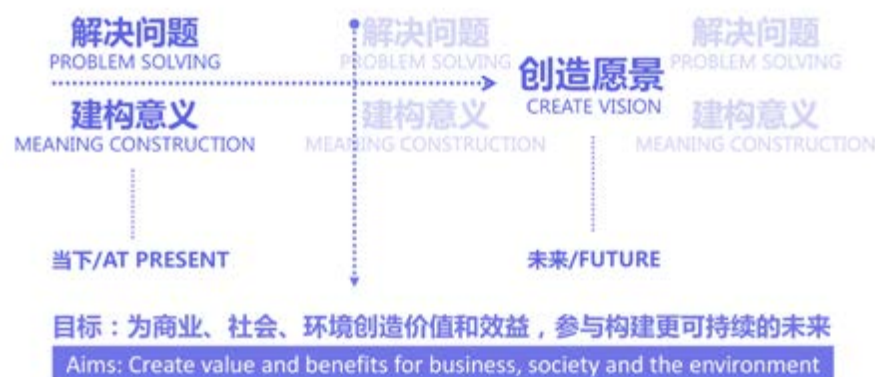 解决问题
PROBLEM SOLVING
解决问题
PROBLEM SOLVING
解决问题
PROBLEM SOLVING
创造愿景
CREATE VISION
建构意义
MEANING CONSTRUCTION
建构意义
MEANING CONSTRUCTION
建构意义
MEANING CONSTRUCTION
当下/AT PRESENT
未来/FUTURE
目标：为商业、社会、环境创造价值和效益，参与构建更可持续的未来
Aims: Create value and benefits for business, society and the environment